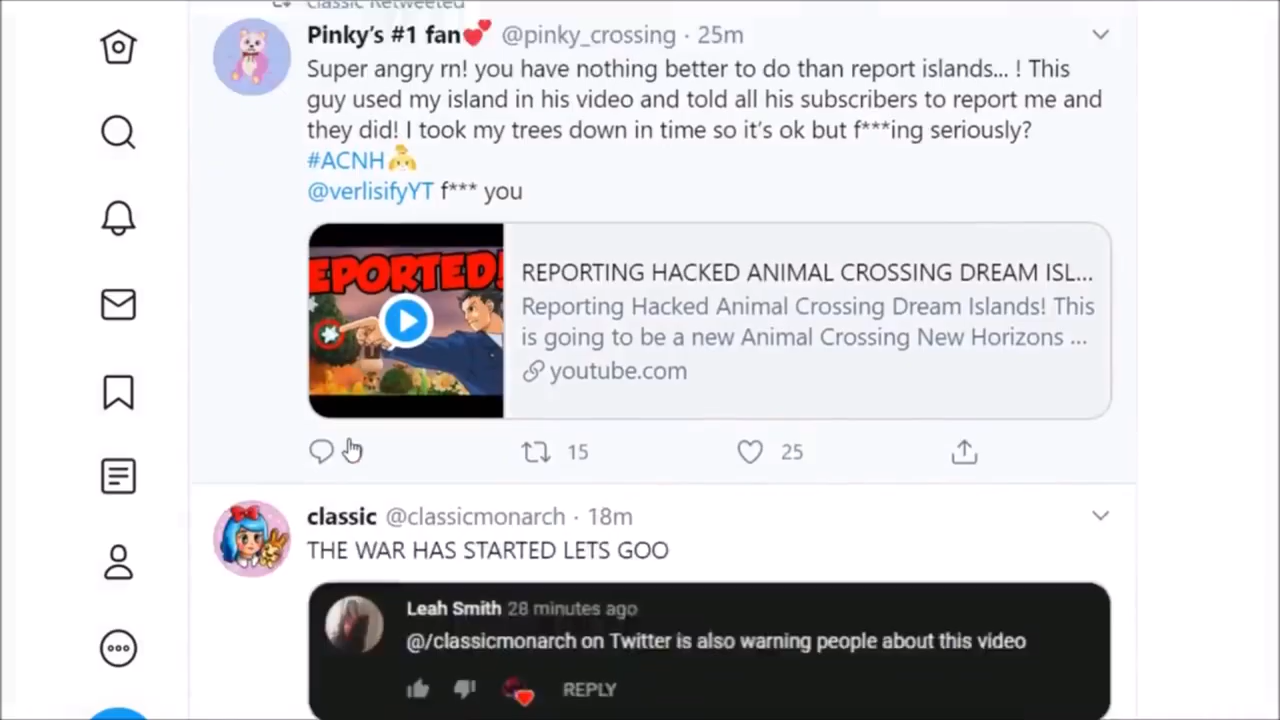 Classic Retweeted
Pinky's #1 fan💕 @pinky_crossing · 25m
Super angry rn! you have nothing better to do than report islands... ! This
guy used my island in his video and told all his subscribers to report me and
they did! I took my trees down in time so it's ok but f***ing seriously?
#ACNH
@verlisifyYT f*** you
EPORTED!
REPORTING HACKED ANIMAL CROSSING DREAM ISL...
Reporting Hacked Animal Crossing Dream Islands! This
is going to be a new Animal Crossing New Horizons ...
youtube.com
15
25
classic @classicmonarch · 18m
THE WAR HAS STARTED LETS GOO
Leah Smith 28 minutes ago
@/classicmonarch on Twitter is also warning people about this video
REPLY